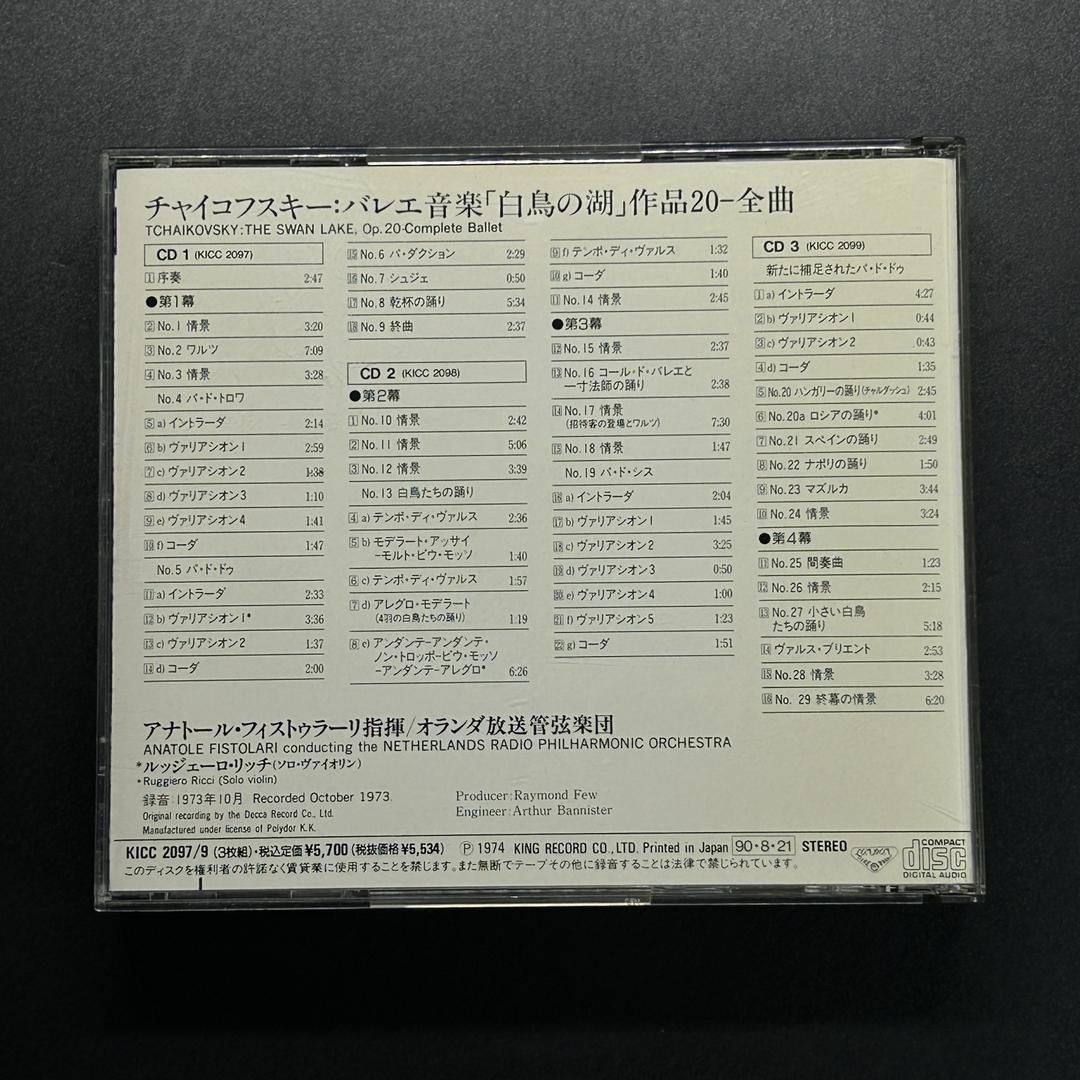 チャイコフスキー:バレエ音楽「白鳥の湖」作品20–全曲
TCHAIKOVSKY:THE SWAN LAKE, Op.20-Complete Ballet
CD 1 (KICC 2097)
1 序奏 2:47
●第1幕
2 No.1 情景 3:20
3 No.2 ワルツ 7:09
4 No.3 情景 3:28
No.4 パ・ド・トロワ
5 a) イントラーダ 2:14
6 b) ヴァリアシオン1 2:59
7 c) ヴァリアシオン2 1:38
8 d) ヴァリアシオン3 1:10
9 e) ヴァリアシオン4 1:41
10 f) コーダ 1:47
No.5 パ・ド・ドゥ
11 a) イントラーダ 2:33
12 b) ヴァリアシオン1* 3:36
13 c) ヴァリアシオン2 1:37
14 d) コーダ 2:00
15 No.6 パ・ダクション 2:29
16 No.7 シュジェ 0:50
17 No.8 乾杯の踊り 5:34
18 No.9 終曲 2:37
CD 2 (KICC 2098)
●第2幕
1 No.10 情景 2:42
2 No.11 情景 5:06
3 No.12 情景 3:39
No.13 白鳥たちの踊り
4 a) テンポ・ディ・ヴァルス 2:36
5 b) モデラート・アッサイ
–モルト・ピウ・モッソ 1:40
6 c) テンポ・ディ・ヴァルス 1:57
7 d) アレグロ・モデラート
(4羽の白鳥たちの踊り) 1:19
8 e) アンダンテ–アンダンテ・
ノン・トロッポ–ピウ・モッソ
–アンダンテ–アレグロ* 6:26
9 f) テンポ・ディ・ヴァルス 1:32
10 g) コーダ 1:40
11 No.14 情景 2:45
●第3幕
12 No.15 情景 2:37
13 No.16 コール・ド・バレエと
一寸法師の踊り 2:38
14 No.17 情景
(招待客の登場とワルツ) 7:30
15 No.18 情景 1:47
No.19 パ・ド・シス
16 a) イントラーダ 2:04
17 b) ヴァリアシオン1 1:45
18 c) ヴァリアシオン2 3:25
19 d) ヴァリアシオン3 0:50
20 e) ヴァリアシオン4 1:00
21 f) ヴァリアシオン5 1:23
22 g) コーダ 1:51
CD 3 (KICC 2099)
新たに補足されたパ・ド・ドゥ
1 a) イントラーダ 4:27
2 b) ヴァリアシオン1 0:44
3 c) ヴァリアシオン2 0:43
4 d) コーダ 1:35
5 No.20 ハンガリーの踊り(チャルダッシュ) 2:45
6 No.20a ロシアの踊り* 4:01
7 No.21 スペインの踊り 2:49
8 No.22 ナポリの踊り 1:50
9 No.23 マズルカ 3:44
10 No.24 情景 3:24
●第4幕
11 No.25 間奏曲 1:23
12 No.26 情景 2:15
13 No.27 小さい白鳥
たちの踊り 5:18
14 ヴァルス・ブリエント 2:53
15 No.28 情景 3:28
16 No. 29 終幕の情景 6:20
アナトール・フィストゥラーリ指揮/オランダ放送管弦楽団
ANATOLE FISTOLARI conducting the NETHERLANDS RADIO PHILHARMONIC ORCHESTRA
*ルッジェーロ・リッチ(ソロ・ヴァイオリン)
*Ruggiero Ricci (Solo violin)
録音:1973年10月 Recorded October 1973.
Original recording by the Decca Record Co., Ltd.
Manufactured under license of Polydor K.K.
Producer:Raymond Few
Engineer:Arthur Bannister
KICC 2097/9 (3枚組)・税込定価¥5,700(税抜価格¥5,534) Ⓟ 1974 KING RECORD CO., LTD. Printed in Japan 90・8・21 STEREO
このディスクを権利者の許諾なく賃貸業に使用することを禁じます。また無断でテープその他に録音することは法律で禁じられています。
COMPACT
disc
DIGITAL AUDIO